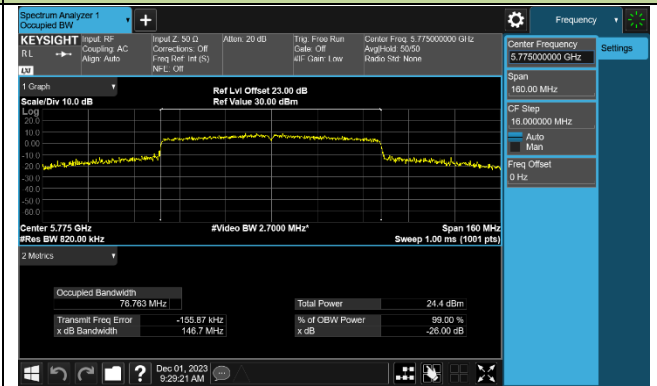 Spectrum Analyzer 1
Occupied BW
Frequency
KEYSIGHT
RL
LXI
Input: RF
Coupling: AC
Align: Auto
Input Z: 50 Ω
Corrections: Off
Freq Ref: Int (S)
NFE: Off
Atten: 20 dB
Trig: Free Run
Gate: Off
#IF Gain: Low
Center Freq: 5.775000000 GHz
Avg|Hold: 50/50
Radio Std: None
Center Frequency
5.775000000 GHz
Settings
Span
160.00 MHz
CF Step
16.000000 MHz
Auto
Man
Freq Offset
0 Hz
1 Graph
Scale/Div 10.0 dB
Ref Lvl Offset 23.00 dB
Ref Value 30.00 dBm
Log
20.0
10.0
0.00
-10.0
-20.0
-30.0
-40.0
-50.0
-60.0
Center 5.775 GHz
#Video BW 2.7000 MHz*
Span 160 MHz
#Res BW 820.00 kHz
Sweep 1.00 ms (1001 pts)
2 Metrics
Occupied Bandwidth
76.763 MHz
Total Power
24.4 dBm
Transmit Freq Error
-155.87 kHz
% of OBW Power
99.00 %
x dB Bandwidth
146.7 MHz
x dB
-26.00 dB
?
Dec 01, 2023
9:29:21 AM